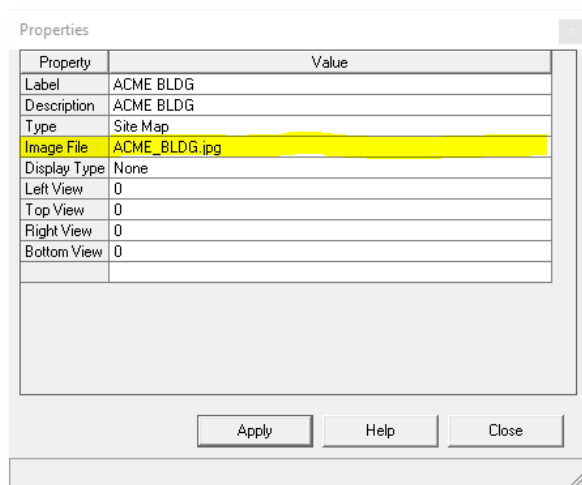 Properties
Property Value
Label ACME BLDG
Description ACME BLDG
Type Site Map
Image File ACME_BLDG.jpg
Display Type None
Left View 0
Top View 0
Right View 0
Bottom View 0
Apply Help Close